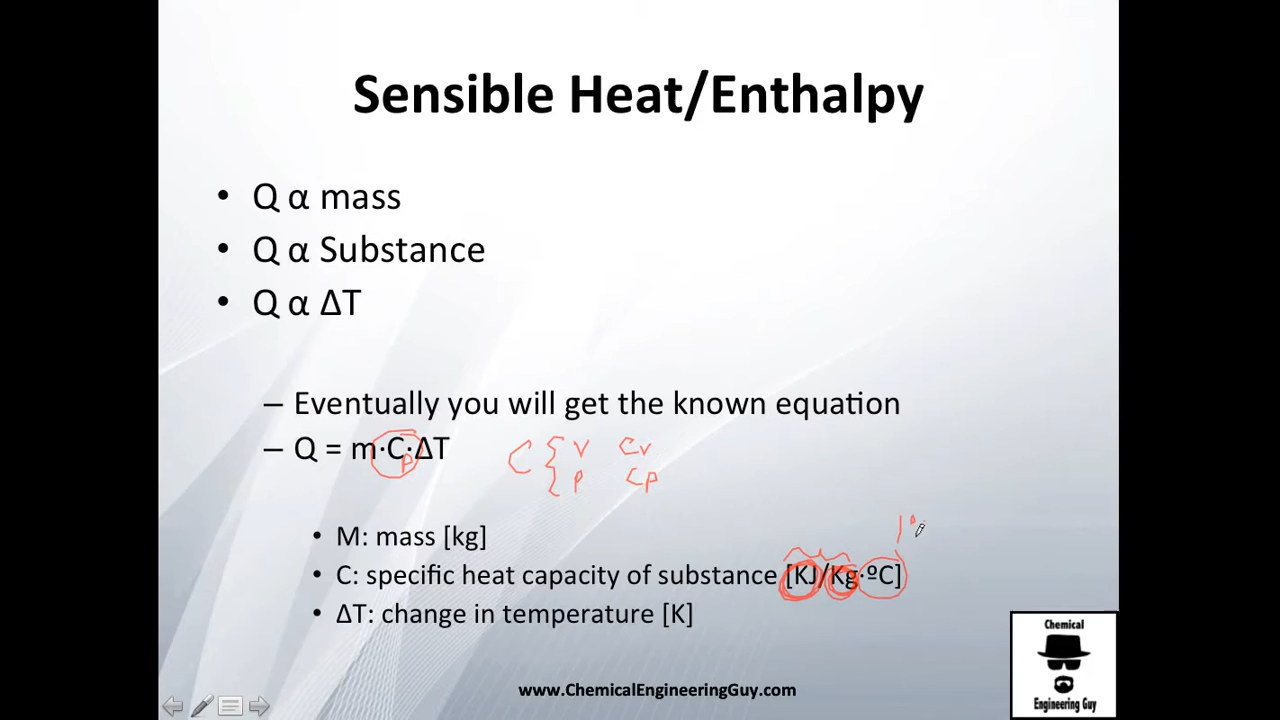 Sensible Heat/Enthalpy
• Q α mass
• Q α Substance
• Q α ΔT
– Eventually you will get the known equation
– Q = m·C·ΔT
p
C { v Cv
p Cp
• M: mass [kg]
1º
• C: specific heat capacity of substance [KJ/Kg·ºC]
• ΔT: change in temperature [K]
www.ChemicalEngineeringGuy.com
Chemical
Engineering Guy